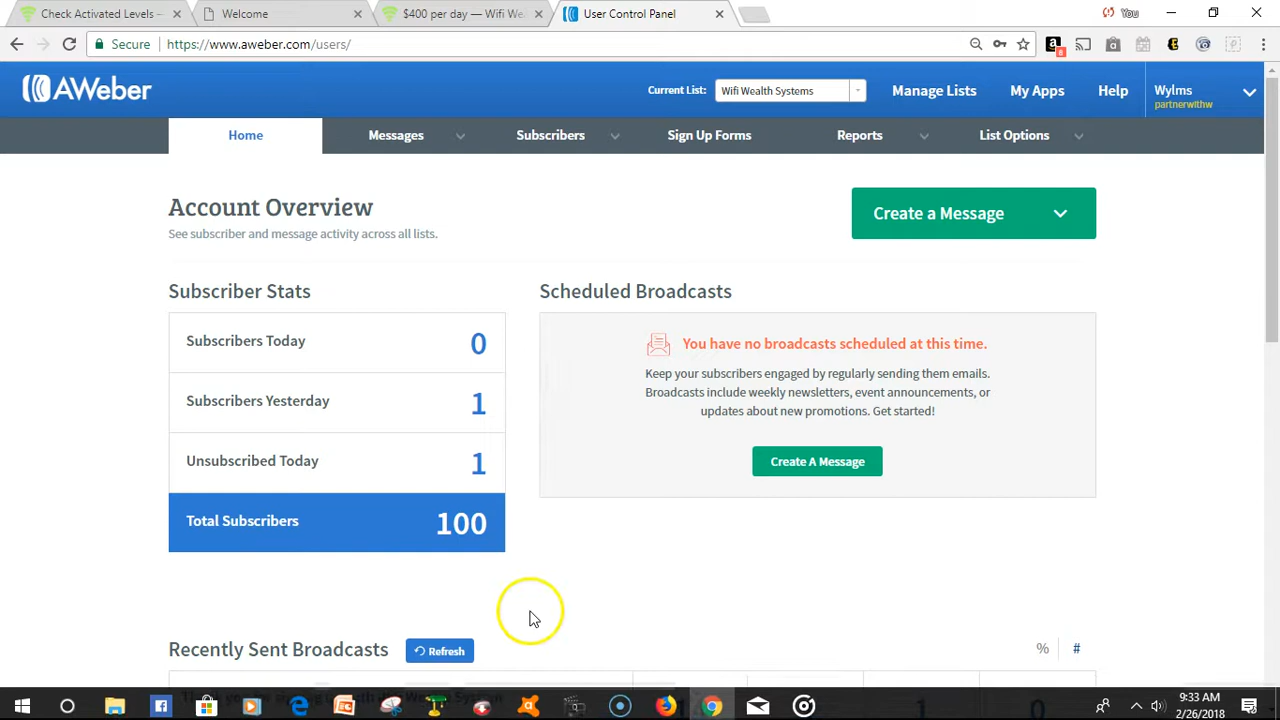 Check Activated Levels –
Welcome
$400 per day — Wifi We
User Control Panel
You
Secure
https://www.aweber.com/users/
AWeber
Current List:
Wifi Wealth Systems
Manage Lists
My Apps
Help
Wylms
partnerwithw
Home
Messages
Subscribers
Sign Up Forms
Reports
List Options
Account Overview
Create a Message
See subscriber and message activity across all lists.
Subscriber Stats
Scheduled Broadcasts
Subscribers Today 0
You have no broadcasts scheduled at this time.
Keep your subscribers engaged by regularly sending them emails.
Broadcasts include weekly newsletters, event announcements, or
updates about new promotions. Get started!
Subscribers Yesterday 1
Unsubscribed Today 1
Create A Message
Total Subscribers 100
Recently Sent Broadcasts
Refresh
%
#
9:33 AM
2/26/2018